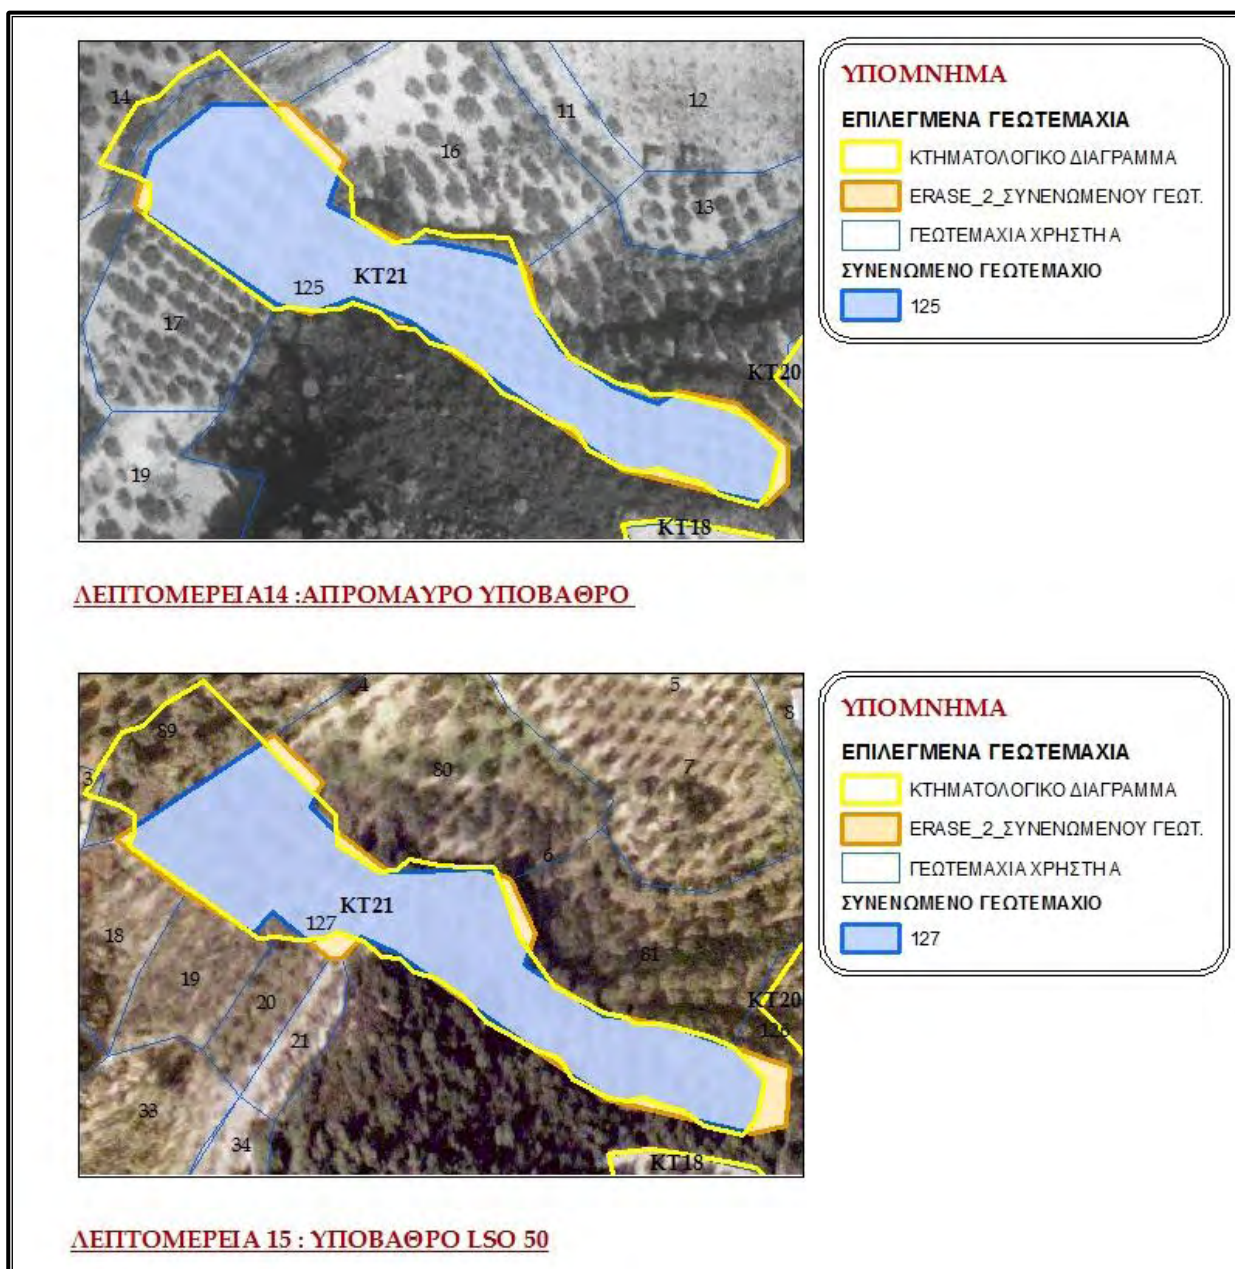 14
11
12
16
13
125
KT21
17
KT20
19
KT18
ΥΠΟΜΝΗΜΑ
ΕΠΙΛΕΓΜΕΝΑ ΓΕΩΤΕΜΑΧΙΑ
ΚΤΗΜΑΤΟΛΟΓΙΚΟ ΔΙΑΓΡΑΜΜΑ
ERASE_2_ΣΥΝΕΝΩΜΕΝΟΥ ΓΕΩΤ.
ΓΕΩΤΕΜΑΧΙΑ ΧΡΗΣΤΗ Α
ΣΥΝΕΝΩΜΕΝΟ ΓΕΩΤΕΜΑΧΙΟ
125
ΛΕΠΤΟΜΕΡΕΙΑ14 :ΑΠΡΟΜΑΥΡΟ ΥΠΟΒΑΘΡΟ
4
5
8
89
3
80
7
6
KT21
127
18
81
19
20
KT20
21
33
34
KT18
ΥΠΟΜΝΗΜΑ
ΕΠΙΛΕΓΜΕΝΑ ΓΕΩΤΕΜΑΧΙΑ
ΚΤΗΜΑΤΟΛΟΓΙΚΟ ΔΙΑΓΡΑΜΜΑ
ERASE_2_ΣΥΝΕΝΩΜΕΝΟΥ ΓΕΩΤ.
ΓΕΩΤΕΜΑΧΙΑ ΧΡΗΣΤΗ Α
ΣΥΝΕΝΩΜΕΝΟ ΓΕΩΤΕΜΑΧΙΟ
127
ΛΕΠΤΟΜΕΡΕΙΑ 15 : ΥΠΟΒΑΘΡΟ LSO 50